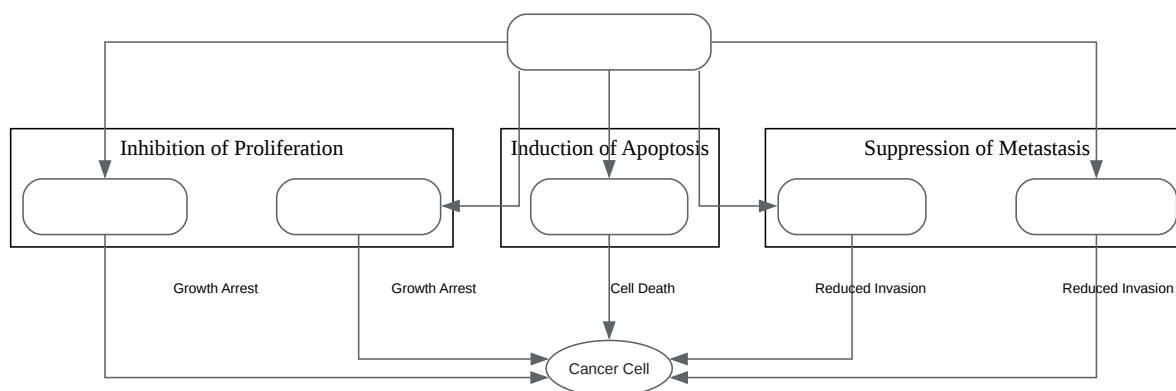 Inhibition of Proliferation
Induction of Apoptosis
Suppression of Metastasis
Growth Arrest
Growth Arrest
Cell Death
Reduced Invasion
Reduced Invasion
Cancer Cell